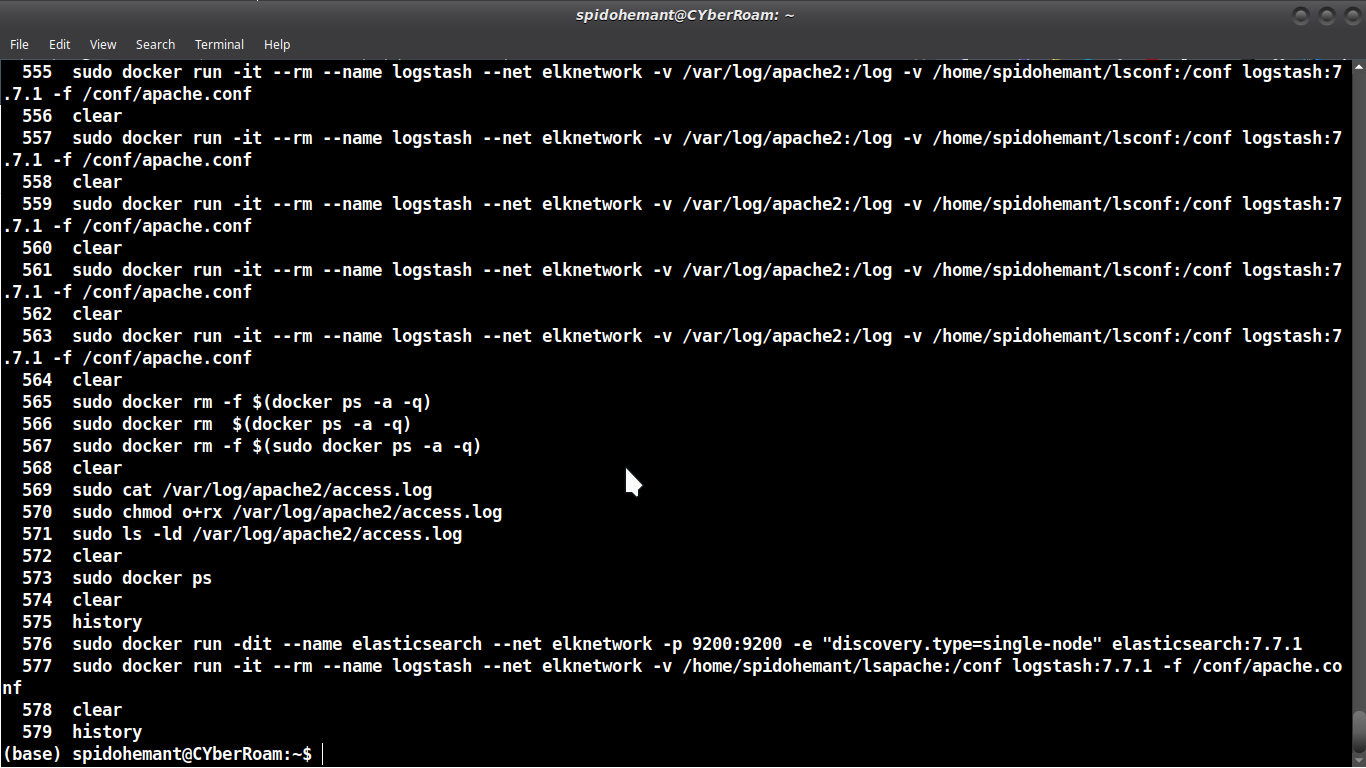 spidohemant@CYberRoam: ~
File Edit View Search Terminal Help
555 sudo docker run -it --rm --name logstash --net elknetwork -v /var/log/apache2:/log -v /home/spidohemant/lsconf:/conf logstash:7
.7.1 -f /conf/apache.conf
556 clear
557 sudo docker run -it --rm --name logstash --net elknetwork -v /var/log/apache2:/log -v /home/spidohemant/lsconf:/conf logstash:7
.7.1 -f /conf/apache.conf
558 clear
559 sudo docker run -it --rm --name logstash --net elknetwork -v /var/log/apache2:/log -v /home/spidohemant/lsconf:/conf logstash:7
.7.1 -f /conf/apache.conf
560 clear
561 sudo docker run -it --rm --name logstash --net elknetwork -v /var/log/apache2:/log -v /home/spidohemant/lsconf:/conf logstash:7
.7.1 -f /conf/apache.conf
562 clear
563 sudo docker run -it --rm --name logstash --net elknetwork -v /var/log/apache2:/log -v /home/spidohemant/lsconf:/conf logstash:7
.7.1 -f /conf/apache.conf
564 clear
565 sudo docker rm -f $(docker ps -a -q)
566 sudo docker rm  $(docker ps -a -q)
567 sudo docker rm -f $(sudo docker ps -a -q)
568 clear
569 sudo cat /var/log/apache2/access.log
570 sudo chmod o+rx /var/log/apache2/access.log
571 sudo ls -ld /var/log/apache2/access.log
572 clear
573 sudo docker ps
574 clear
575 history
576 sudo docker run -dit --name elasticsearch --net elknetwork -p 9200:9200 -e "discovery.type=single-node" elasticsearch:7.7.1
577 sudo docker run -it --rm --name logstash --net elknetwork -v /home/spidohemant/lsapache:/conf logstash:7.7.1 -f /conf/apache.co
nf
578 clear
579 history
(base) spidohemant@CYberRoam:~$